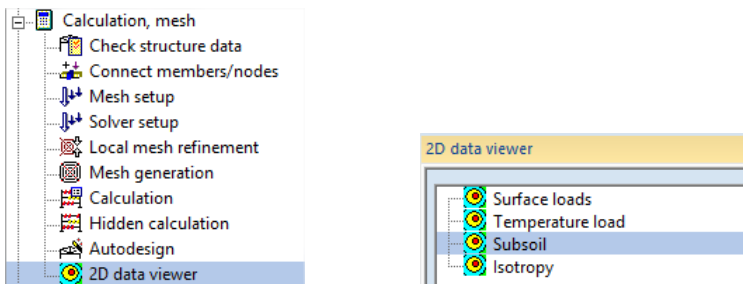 Calculation, mesh
Check structure data
Connect members/nodes
Mesh setup
Solver setup
Local mesh refinement
Mesh generation
Calculation
Hidden calculation
Autodesign
2D data viewer
2D data viewer
Surface loads
Temperature load
Subsoil
Isotropy